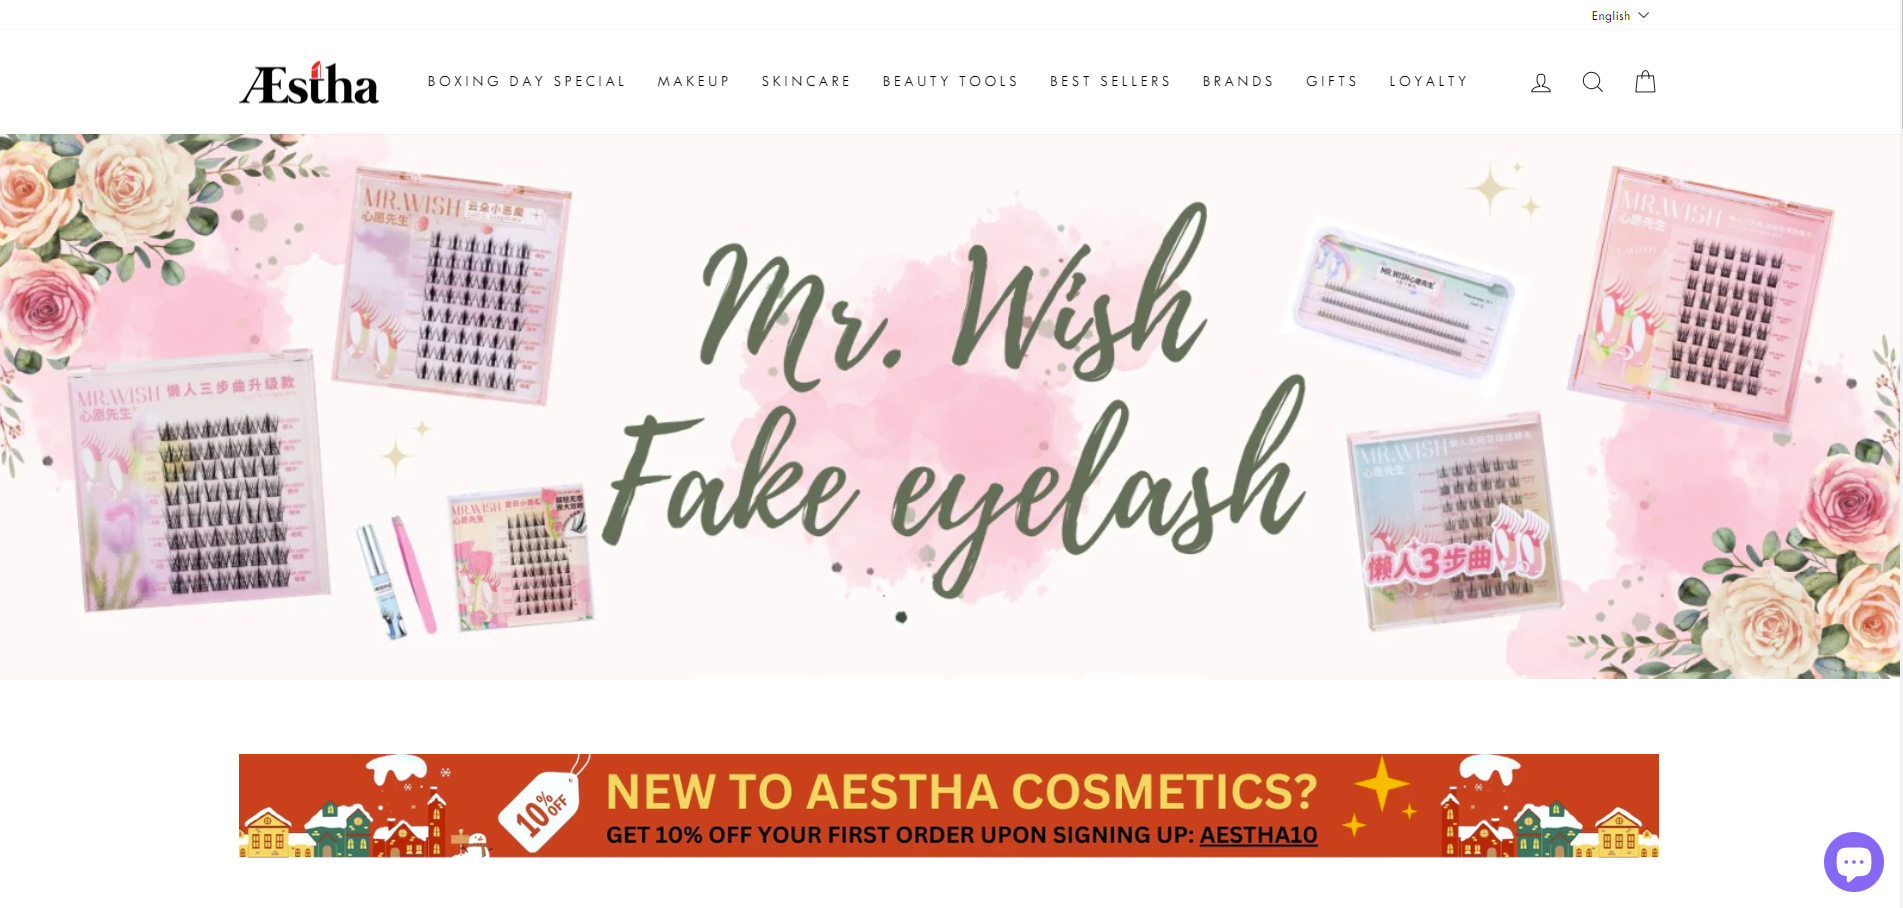 English
Æstha
BOXING DAY SPECIAL
MAKEUP
SKINCARE
BEAUTY TOOLS
BEST SELLERS
BRANDS
GIFTS
LOYALTY
MR.WISH
云朵小恶魔
心愿先生
MR.WISH 懒人三步曲升级款
心愿先生
MR.WISH
心愿先生
Mr. Wish
Fake eyelash
MR.WISH心愿先生
MR.WISH
心愿先生
MR.WISH
心愿先生
懒人3步曲
10% OFF
NEW TO AESTHA COSMETICS?
GET 10% OFF YOUR FIRST ORDER UPON SIGNING UP: AESTHA10